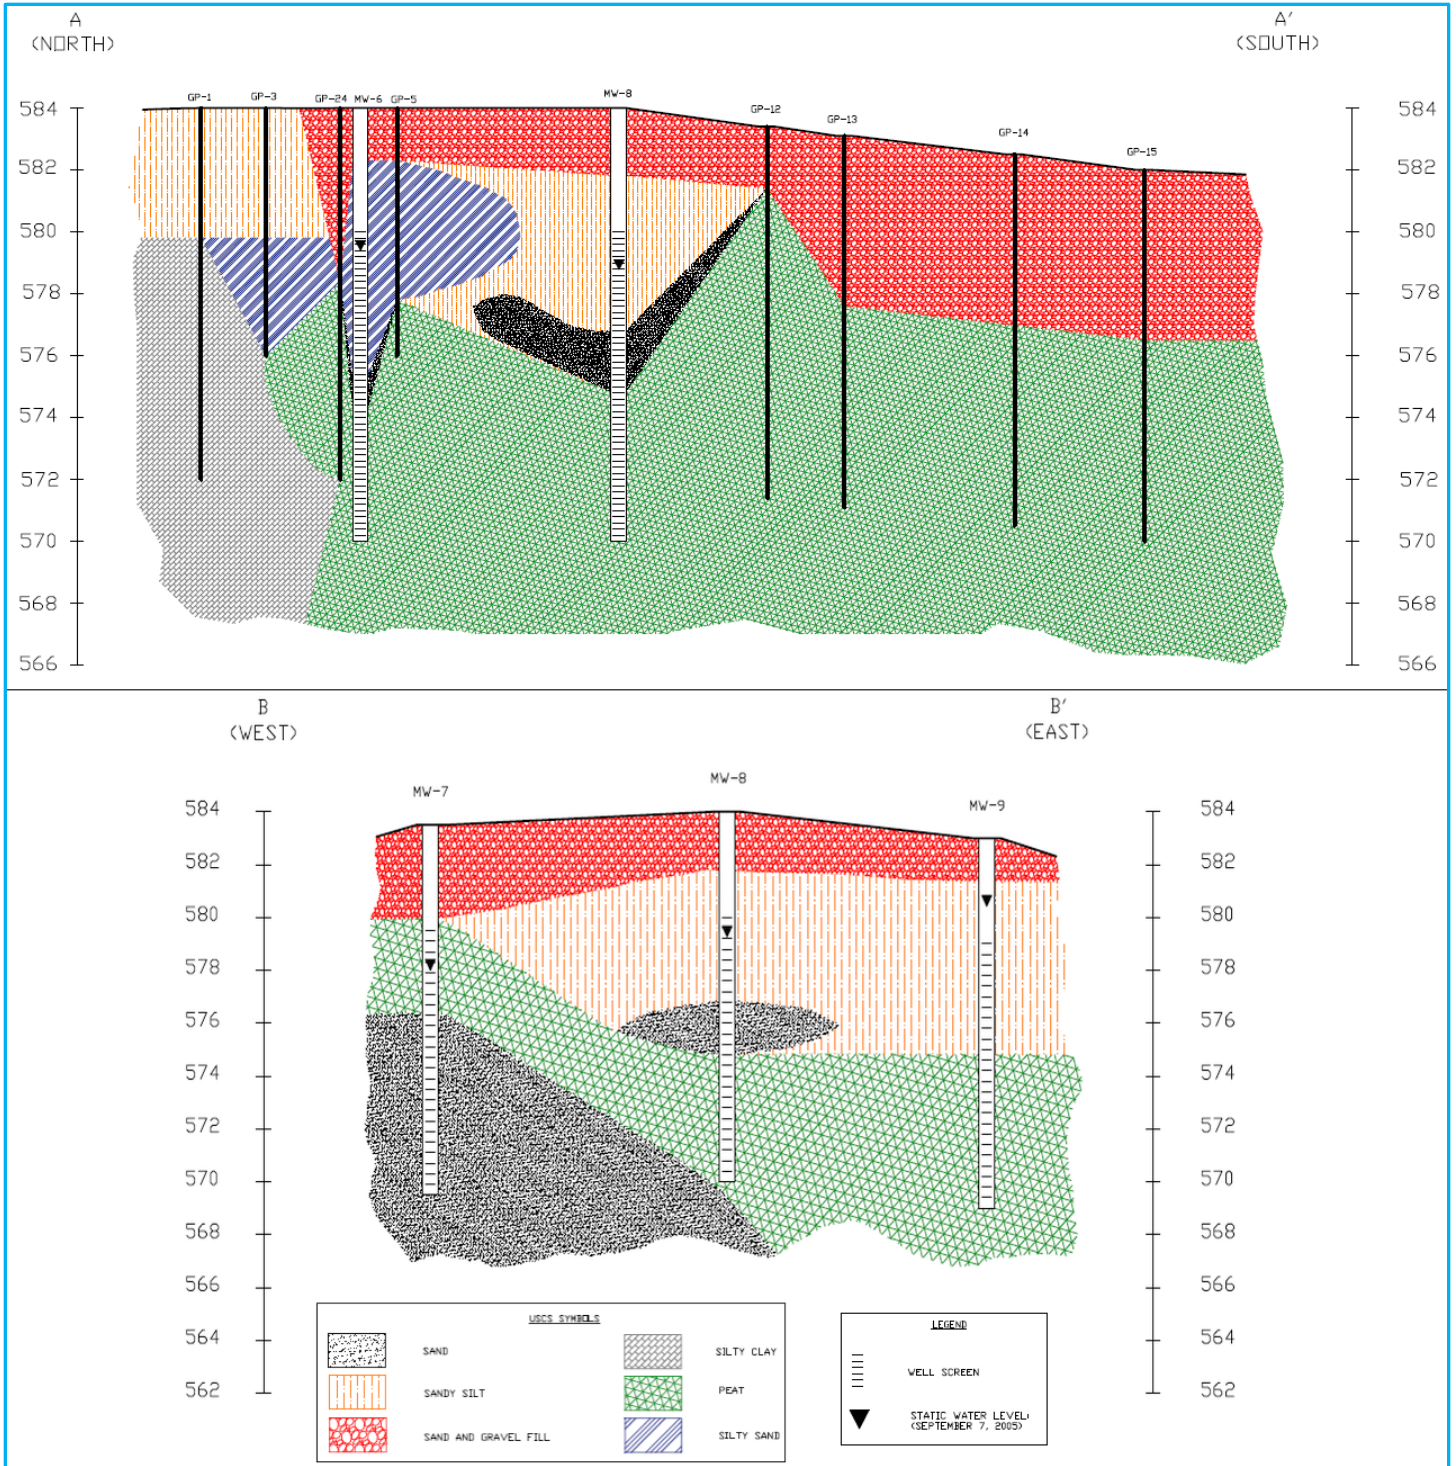 A
(NORTH)
A'
(SOUTH)
GP-1
GP-3
GP-24
MW-6
GP-5
MW-8
GP-12
GP-13
GP-14
GP-15
584
582
580
578
576
574
572
570
568
566
584
582
580
578
576
574
572
570
568
566
B
(WEST)
B'
(EAST)
MW-7
MW-8
MW-9
584
582
580
578
576
574
572
570
568
566
564
562
584
582
580
578
576
574
572
570
568
566
564
562
USCS SYMBOLS
SAND
SILTY CLAY
SANDY SILT
PEAT
SAND AND GRAVEL FILL
SILTY SAND
LEGEND
WELL SCREEN
STATIC WATER LEVEL
(SEPTEMBER 7, 2005)